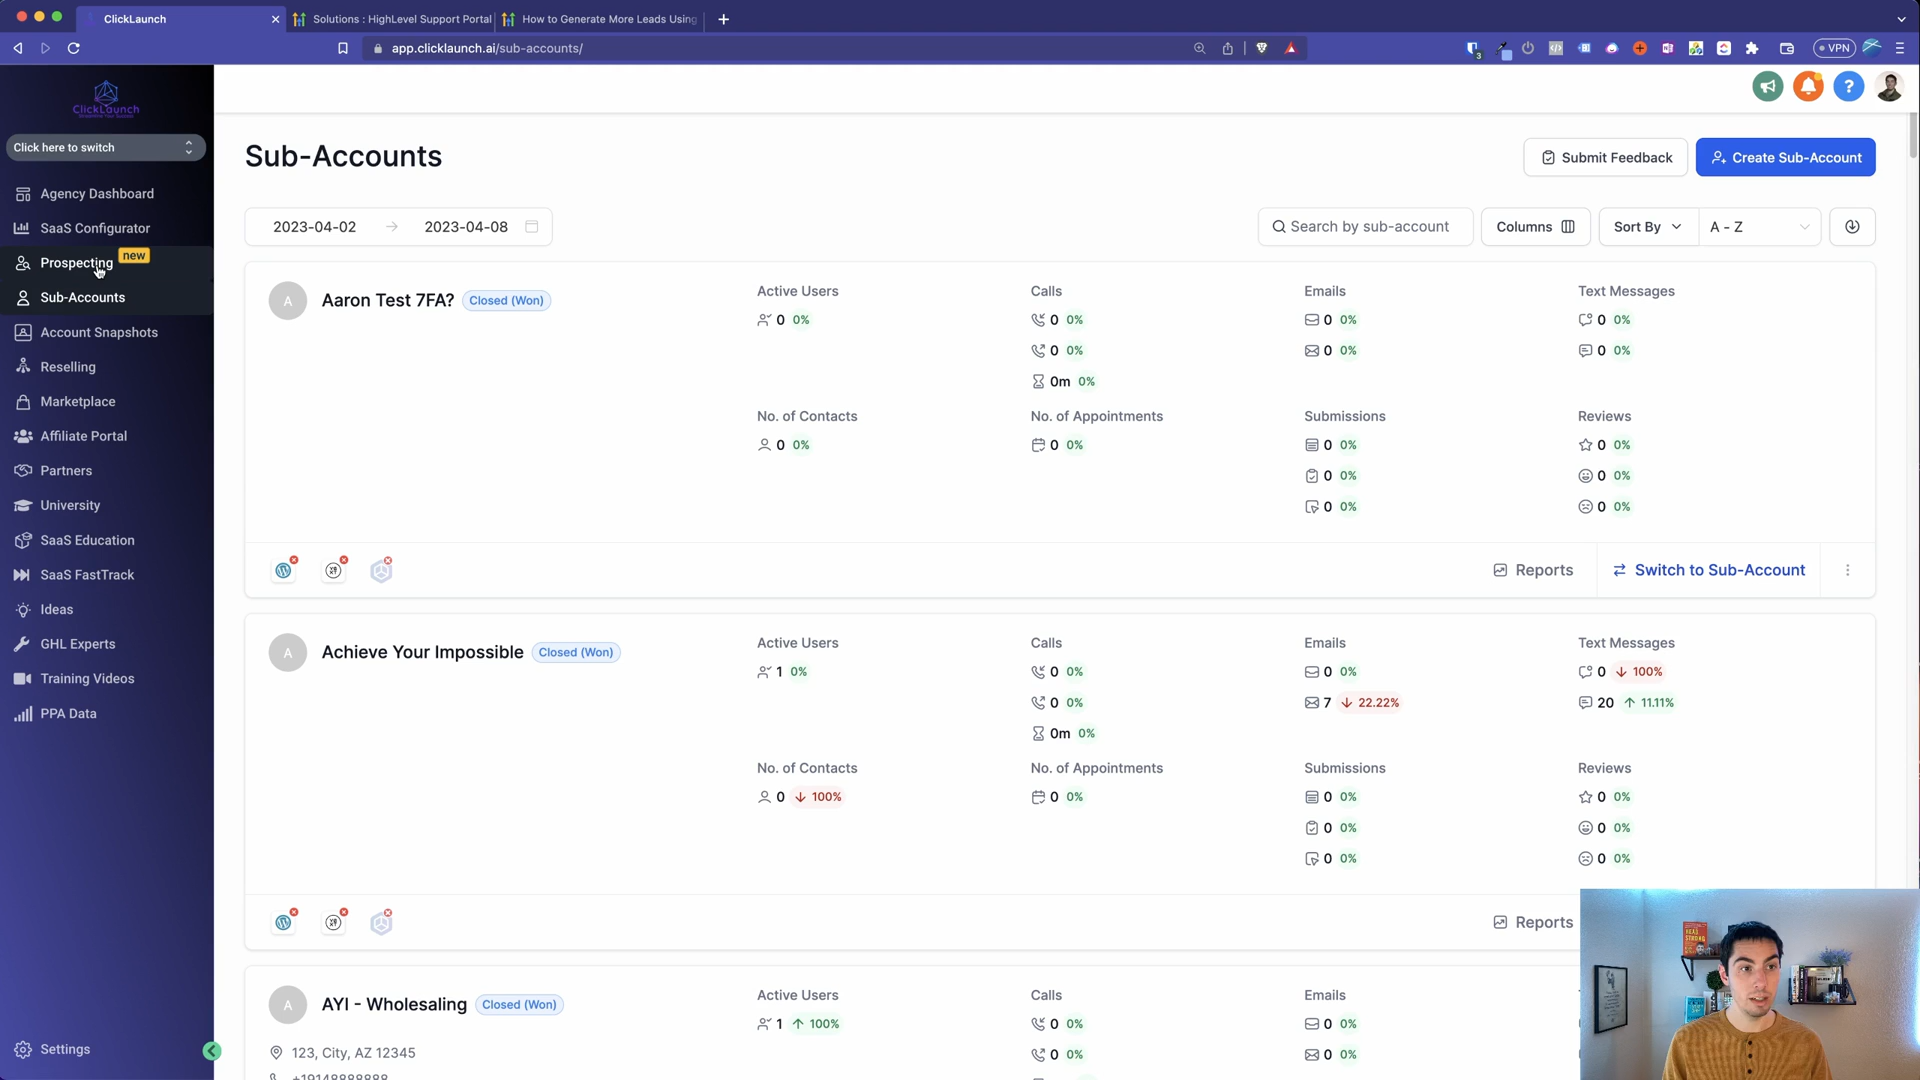 ClickLaunch
Solutions : HighLevel Support Portal
How to Generate More Leads Using
app.clicklaunch.ai/sub-accounts/
3
VPN
ClickLaunch
Click here to switch
Agency Dashboard
SaaS Configurator
Prospecting
new
Sub-Accounts
Account Snapshots
Reselling
Marketplace
Affiliate Portal
Partners
University
SaaS Education
SaaS FastTrack
Ideas
GHL Experts
Training Videos
PPA Data
Settings
Sub-Accounts
Submit Feedback
Create Sub-Account
2023-04-02
2023-04-08
Search by sub-account
Columns
Sort By
A - Z
A
Aaron Test 7FA?
Closed (Won)
Active Users
0 0%
Calls
0 0%
0 0%
0m 0%
Emails
0 0%
0 0%
Text Messages
0 0%
0 0%
No. of Contacts
0 0%
No. of Appointments
0 0%
Submissions
0 0%
0 0%
0 0%
Reviews
0 0%
0 0%
0 0%
Reports
Switch to Sub-Account
A
Achieve Your Impossible
Closed (Won)
Active Users
1 0%
Calls
0 0%
0 0%
0m 0%
Emails
0 0%
7 ↓ 22.22%
Text Messages
0 ↓ 100%
20 ↑ 11.11%
No. of Contacts
0 ↓ 100%
No. of Appointments
0 0%
Submissions
0 0%
0 0%
0 0%
Reviews
0 0%
0 0%
0 0%
Reports
A
AYI - Wholesaling
Closed (Won)
123, City, AZ 12345
+19148888888
Active Users
1 ↑ 100%
Calls
0 0%
0 0%
Emails
0 0%
0 0%